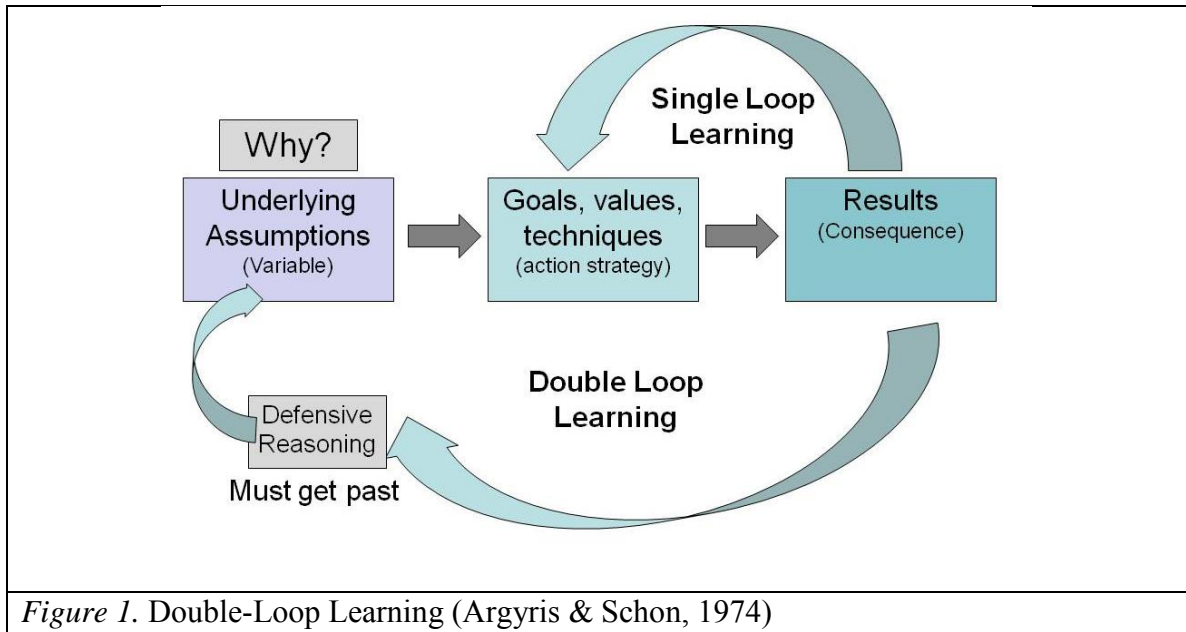 Single Loop
Learning
Why?
Underlying
Assumptions
(Variable)
Goals, values,
techniques
(action strategy)
Results
(Consequence)
Double Loop
Learning
Defensive
Reasoning
Must get past
Figure 1. Double-Loop Learning (Argyris & Schon, 1974)